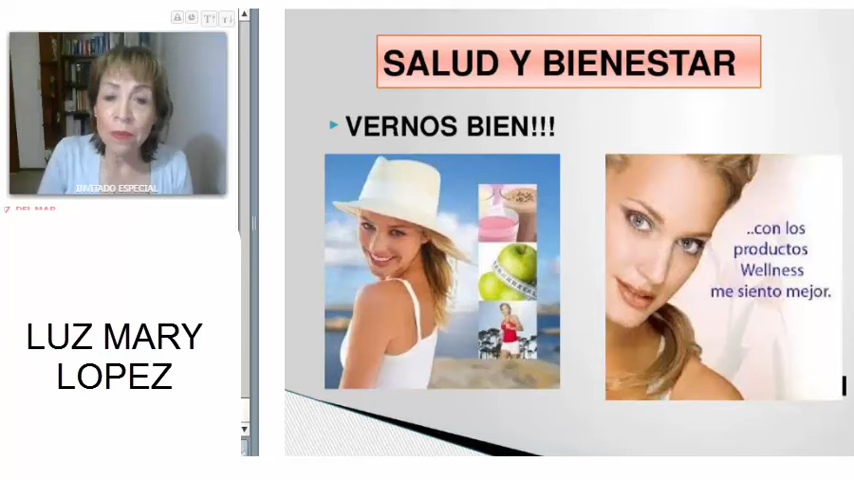 INVITADO ESPECIAL
LUZ MARY
LOPEZ
SALUD Y BIENESTAR
VERNOS BIEN!!!
..con los
productos
Wellness
me siento mejor.